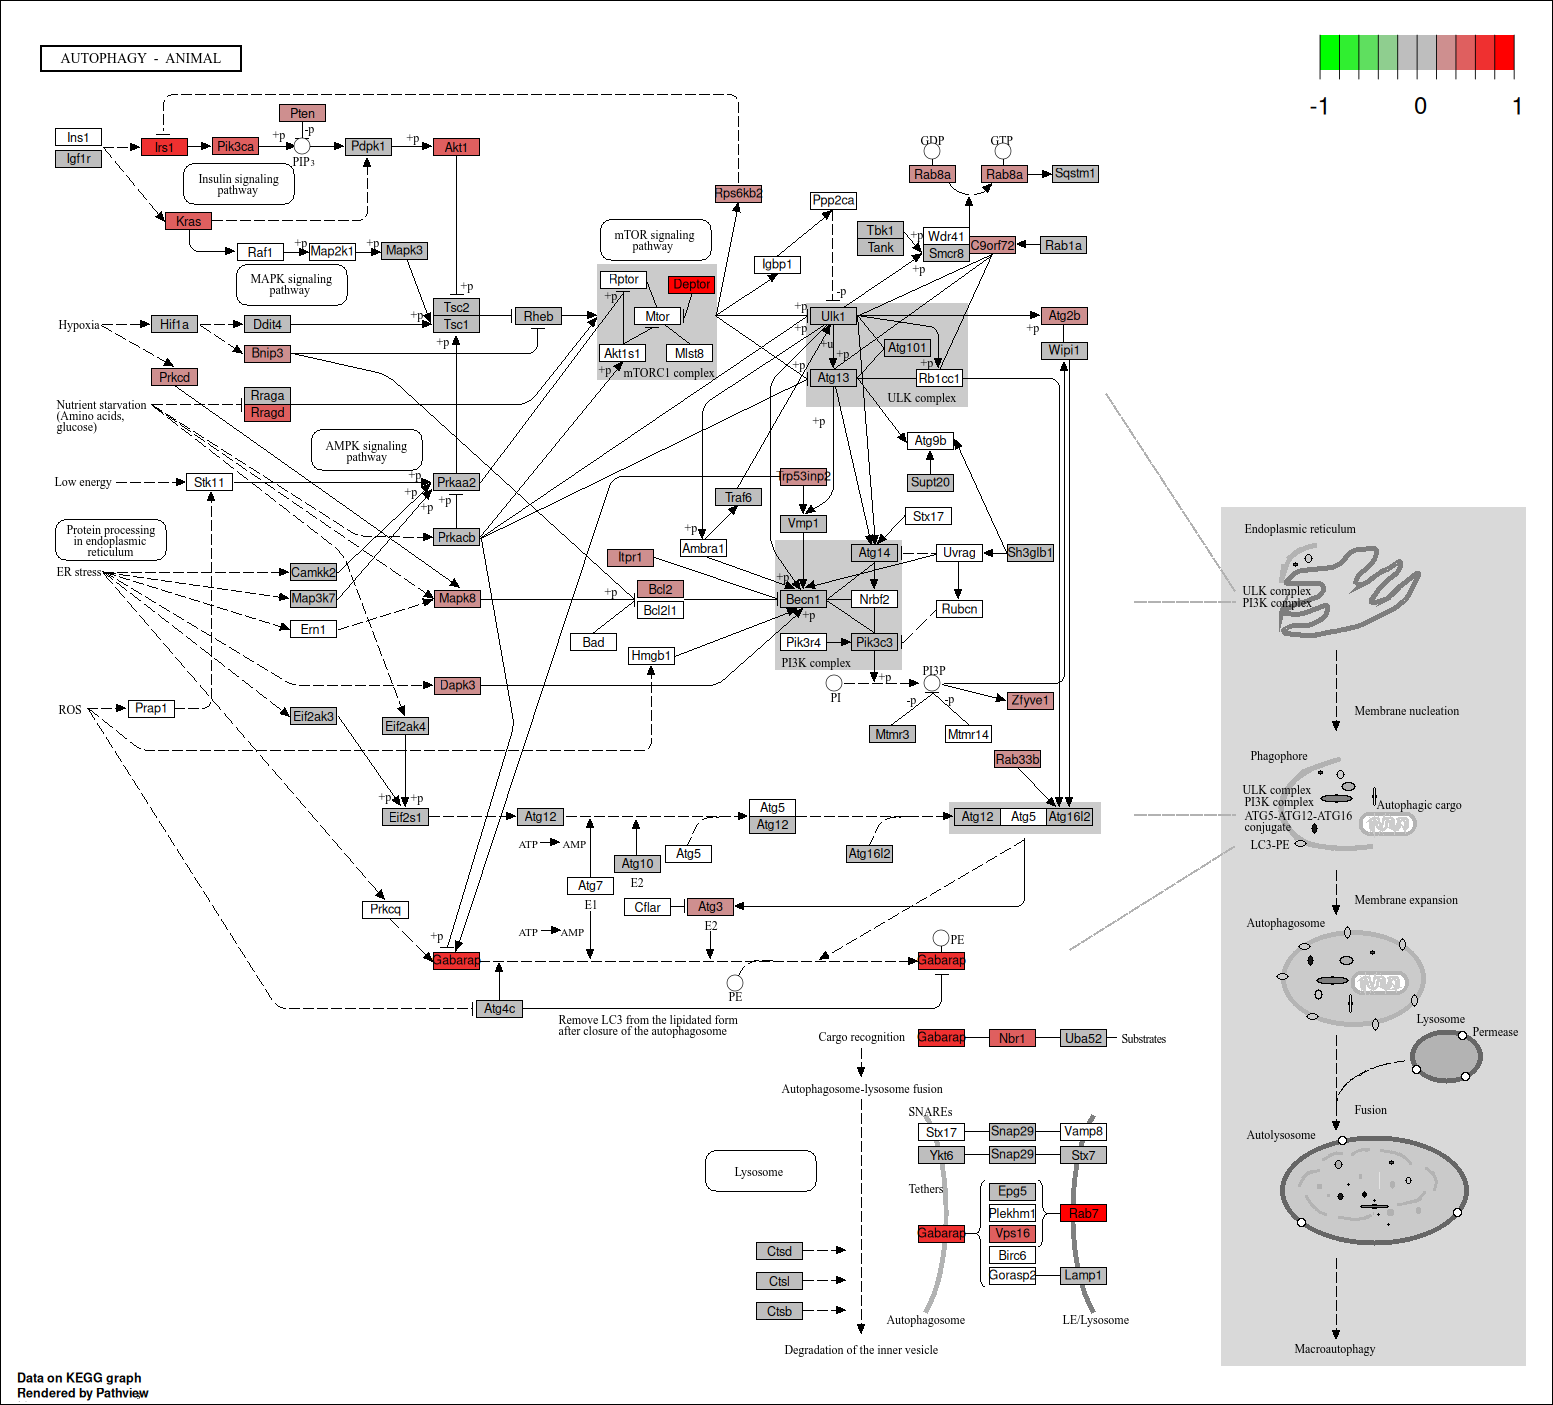 AUTOPHAGY - ANIMAL
-1 0 1
Pten
Ins1
Igf1r
Irs1
Pik3ca
+p
-p
PIP3
Pdpk1
+p
Akt1
Insulin signaling
pathway
Kras
Raf1
+p
Map2k1
+p
Mapk3
MAPK signaling
pathway
mTOR signaling
pathway
Rps6kb2
Ppp2ca
Igbp1
-p
GDP
GTP
Rab8a
Rab8a
Sqstm1
Tbk1
Tank
+p
+p
Wdr41
Smcr8
C9orf72
Rab1a
Rptor
Deptor
+p
Mtor
Akt1s1
Mlst8
+p
mTORC1 complex
+p
Tsc2
Tsc1
+p
+p
Rheb
Hypoxia
Hif1a
Ddit4
Bnip3
Prkcd
Nutrient starvation
(Amino acids,
glucose)
Rraga
Rragd
+p
+p
+p
Ulk1
+u
+p
Atg101
+p
Atg13
Rb1cc1
ULK complex
+p
Atg2b
+p
Wipi1
AMPK signaling
pathway
Low energy
Stk11
+p
+p
+p
+p
Prkaa2
Prkacb
Protein processing
in endoplasmic
reticulum
ER stress
Camkk2
Map3k7
Ern1
Mapk8
Dapk3
Eif2ak3
Eif2ak4
ROS
Prap1
Atg9b
Supt20
Trp53inp2
Traf6
Vmp1
Stx17
+p
Ambra1
Atg14
Uvrag
Sh3glb1
Itpr1
Bcl2
Bcl2l1
+p
Bad
Hmgb1
+p
Becn1
+p
Nrbf2
Rubcn
Pik3r4
Pik3c3
PI3K complex
+p
PI
PI3P
-p
-p
Zfyve1
Mtmr3
Mtmr14
Rab33b
+p
+p
Eif2s1
Atg12
Atg5
Atg12
Atg12
Atg5
Atg16l2
ATP
AMP
Atg10
E2
Atg5
Atg16l2
Atg7
E1
Prkcq
Cflar
Atg3
E2
ATP
AMP
+p
Gabarap
PE
Gabarap
PE
Atg4c
Remove LC3 from the lipidated form
after closure of the autophagosome
Cargo recognition
Gabarap
Nbr1
Uba52
Substrates
Autophagosome-lysosome fusion
SNAREs
Stx17
Snap29
Vamp8
Ykt6
Snap29
Stx7
Lysosome
Tethers
Epg5
Plekhm1
Rab7
Gabarap
Vps16
Birc6
Gorasp2
Lamp1
Ctsd
Ctsl
Ctsb
Autophagosome
LE/Lysosome
Degradation of the inner vesicle
Endoplasmic reticulum
ULK complex
PI3K complex
Membrane nucleation
Phagophore
ULK complex
PI3K complex
Autophagic cargo
ATG5-ATG12-ATG16
conjugate
LC3-PE
Membrane expansion
Autophagosome
Lysosome
Permease
Fusion
Autolysosome
Macroautophagy
Data on KEGG graph
Rendered by Pathview